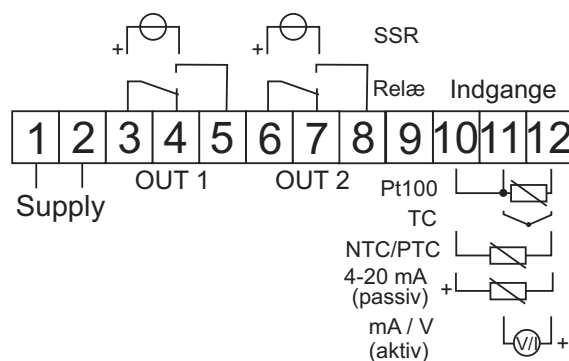 + + SSR
Relæ Indgange
1 2 3 4 5 6 7 8 9 10 11 12
OUT 1 OUT 2
Supply
Pt100
TC
NTC/PTC
4-20 mA +
(passiv)
mA / V V/I +
(aktiv)